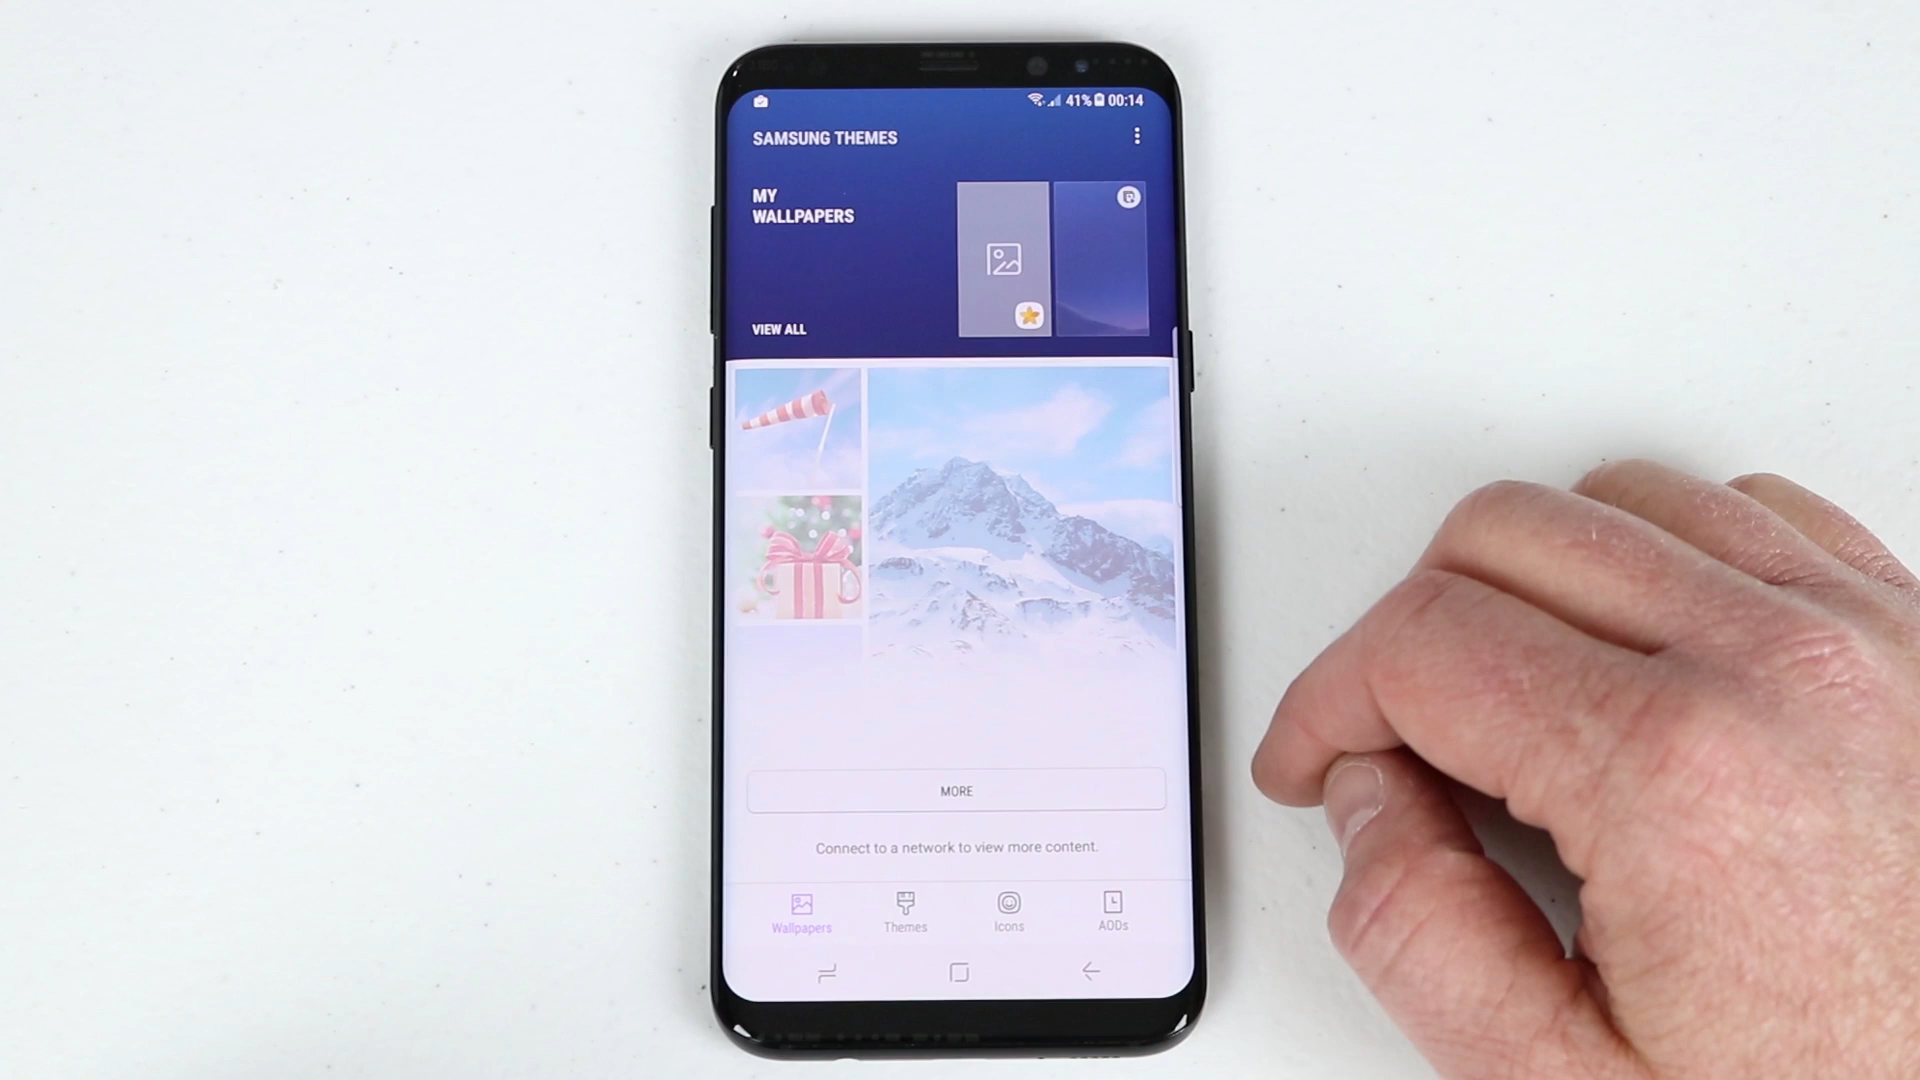 41% 00:14
SAMSUNG THEMES
MY
WALLPAPERS
VIEW ALL
MORE
Connect to a network to view more content.
Wallpapers
Themes
Icons
AODs